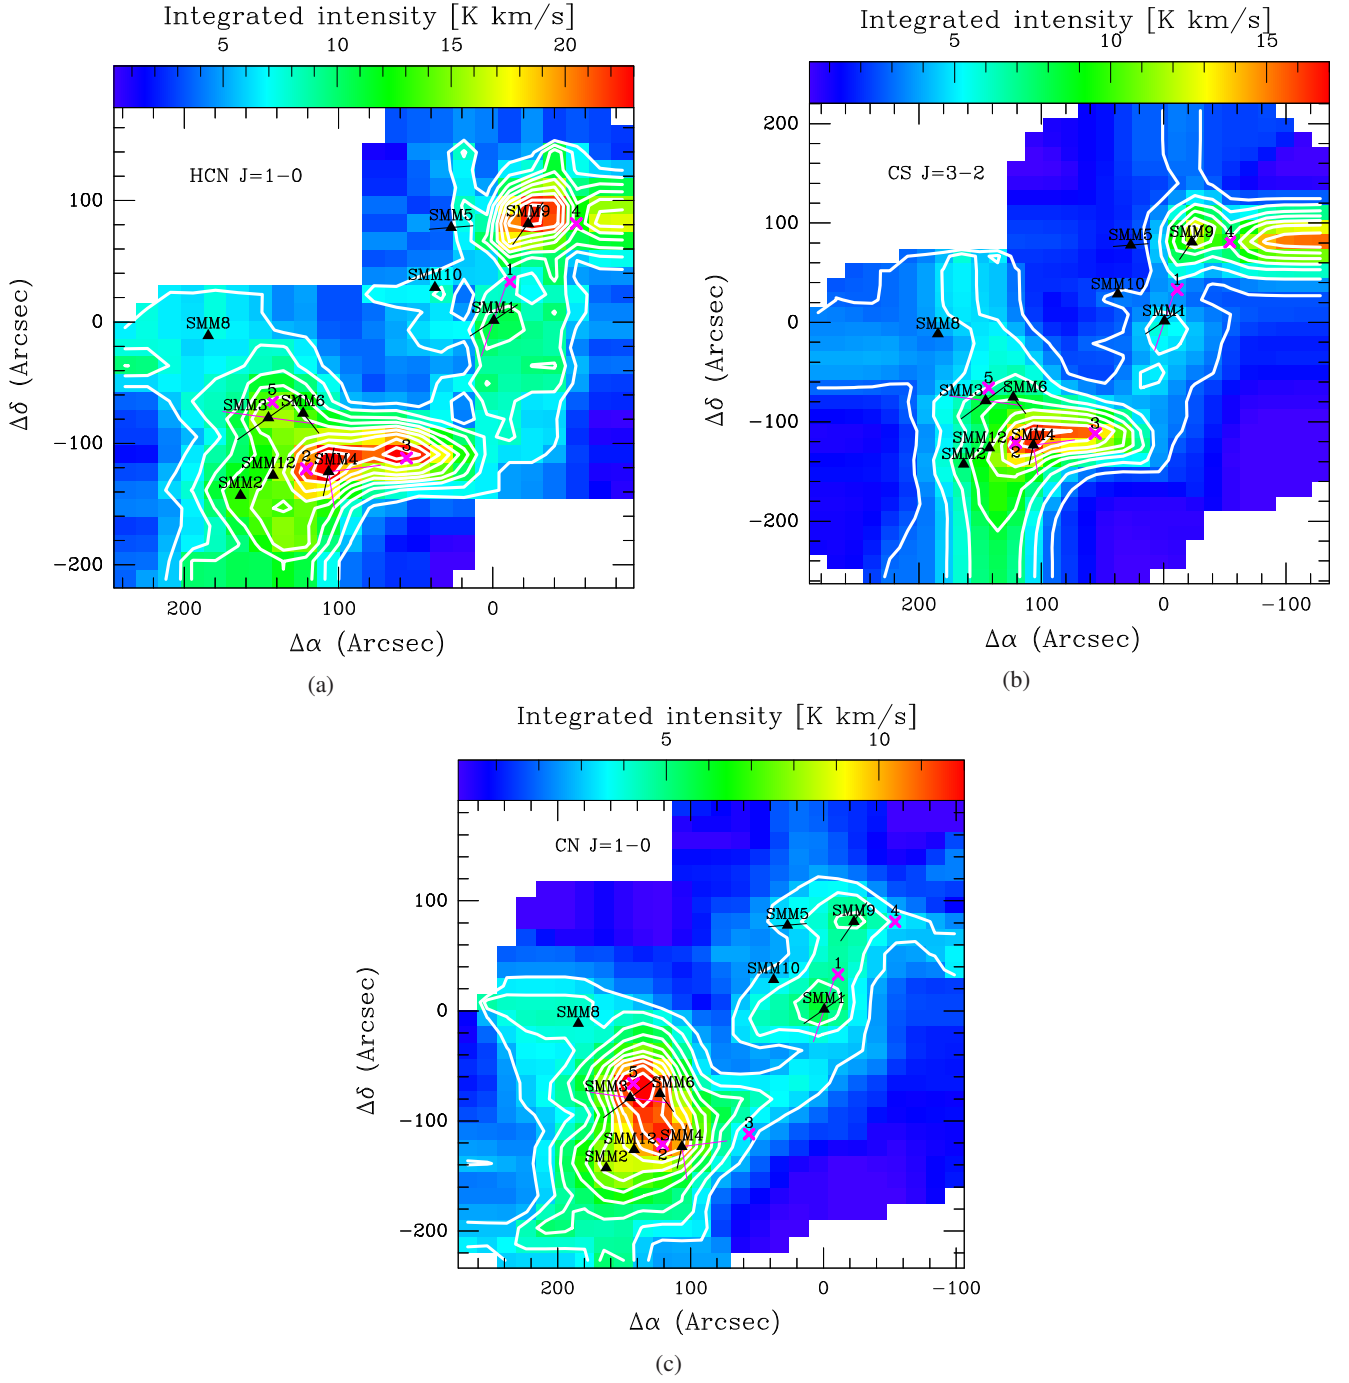 Integrated intensity [K km/s]
5 10 15 20
HCN J=1-0
SMM5 SMM9 4
SMM10 1
SMM1
SMM8
5
SMM3 SMM6
3
2 SMM4
SMM12
SMM2
100
0
-100
-200
200 100 0
Δδ (Arcsec)
Δα (Arcsec)
(a)
Integrated intensity [K km/s]
5 10 15
CS J=3-2
SMM5 SMM9 4
SMM10 1
SMM1
SMM8
5
SMM3 SMM6
3
SMM12 SMM4
SMM2 2
200
100
0
-100
-200
200 100 0 -100
Δδ (Arcsec)
Δα (Arcsec)
(b)
Integrated intensity [K km/s]
5 10
CN J=1-0
SMM5 SMM9 4
SMM10 1
SMM1
SMM8
5
SMM3 SMM6
3
SMM12 SMM4
SMM2 2
100
0
-100
-200
200 100 0 -100
Δδ (Arcsec)
Δα (Arcsec)
(c)